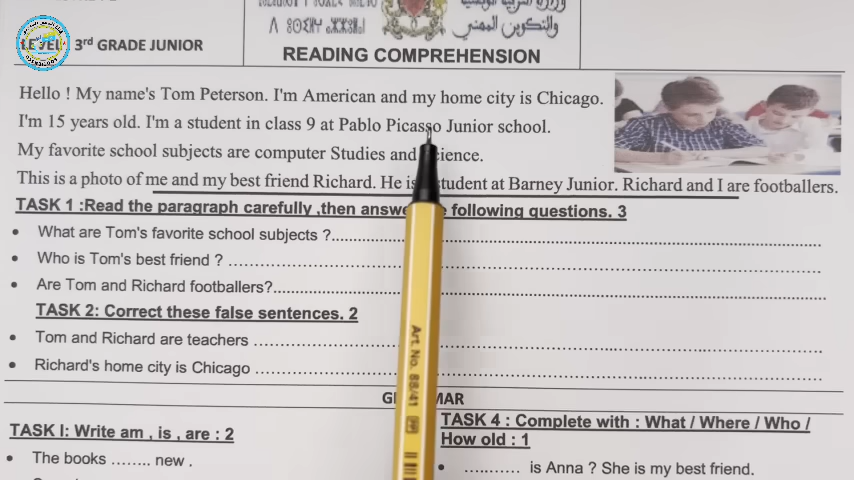 وزارة التربية الوطنية
والتكوين المهني
LEVEL 3rd GRADE JUNIOR
READING COMPREHENSION
Hello ! My name's Tom Peterson. I'm American and my home city is Chicago.
I'm 15 years old. I'm a student in class 9 at Pablo Picasso Junior school.
My favorite school subjects are computer Studies and science.
This is a photo of me and my best friend Richard. He is student at Barney Junior. Richard and I are footballers.
TASK 1 :Read the paragraph carefully ,then answer following questions. 3
• What are Tom's favorite school subjects ?
• Who is Tom's best friend ?
• Are Tom and Richard footballers?
TASK 2: Correct these false sentences. 2
• Tom and Richard are teachers
• Richard's home city is Chicago
TASK I: Write am , is , are : 2
• The books ........ new .
TASK 4 : Complete with : What / Where / Who /
How old : 1
• ........... is Anna ? She is my best friend.
Art. No. 88/41